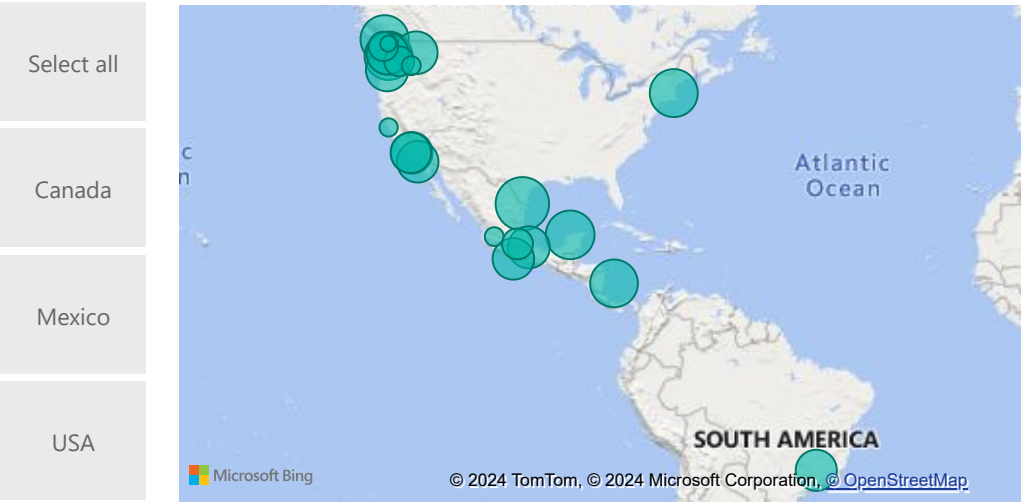 Select all
Canada
Mexico
USA
c
n
Atlantic
Ocean
SOUTH AMERICA
Microsoft Bing
© 2024 TomTom, © 2024 Microsoft Corporation, © OpenStreetMap